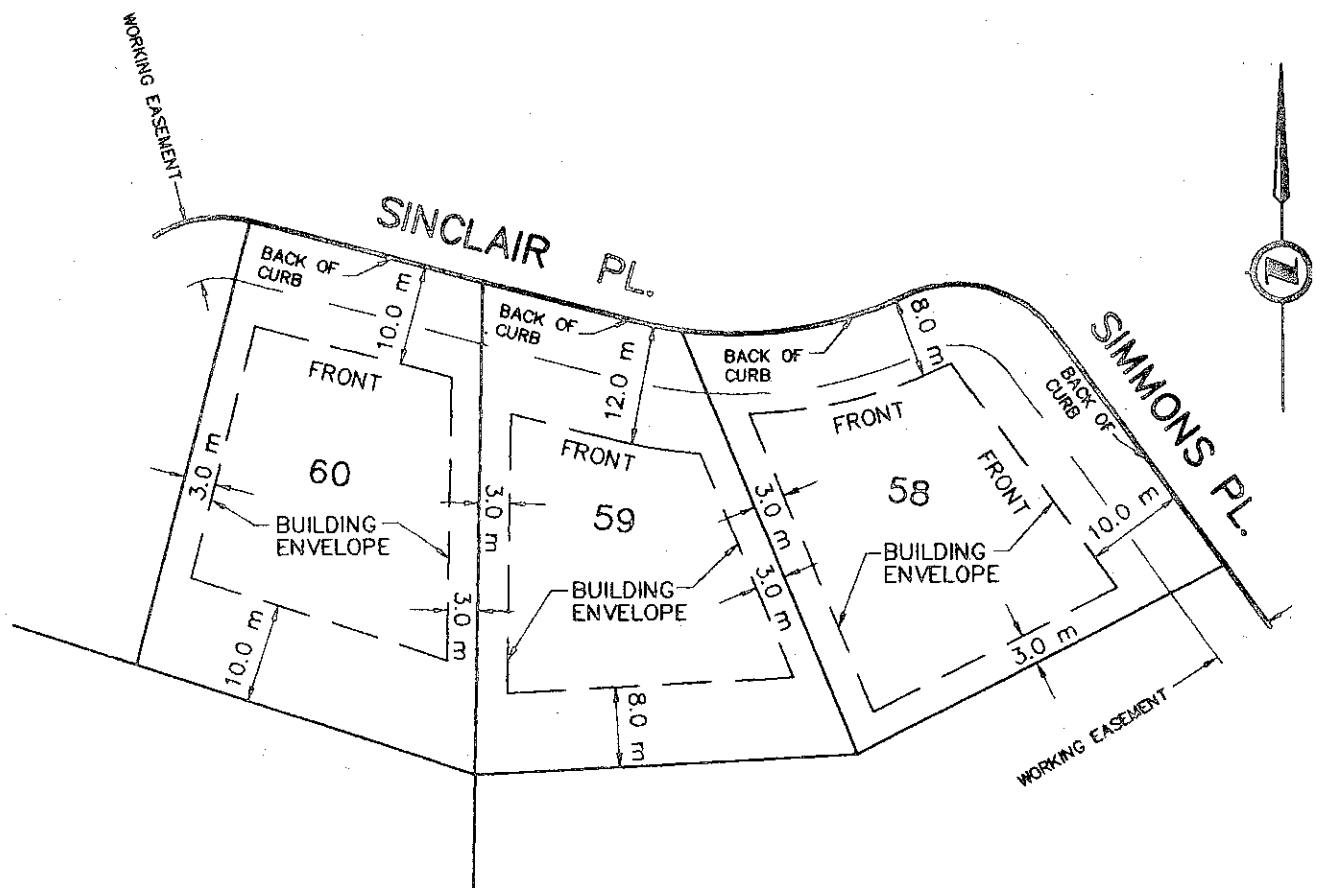 WORKING EASEMENT
SINCLAIR PL.
BACK OF
CURB
10.0 m
BACK OF
CURB
12.0 m
BACK OF
CURB
8.0 m
SIMMONS PL.
BACK OF
CURB
N
FRONT
FRONT
FRONT
FRONT
60
59
58
3.0 m
3.0 m
3.0 m
3.0 m
3.0 m
10.0 m
BUILDING
ENVELOPE
BUILDING
ENVELOPE
BUILDING
ENVELOPE
10.0 m
8.0 m
3.0 m
WORKING EASEMENT